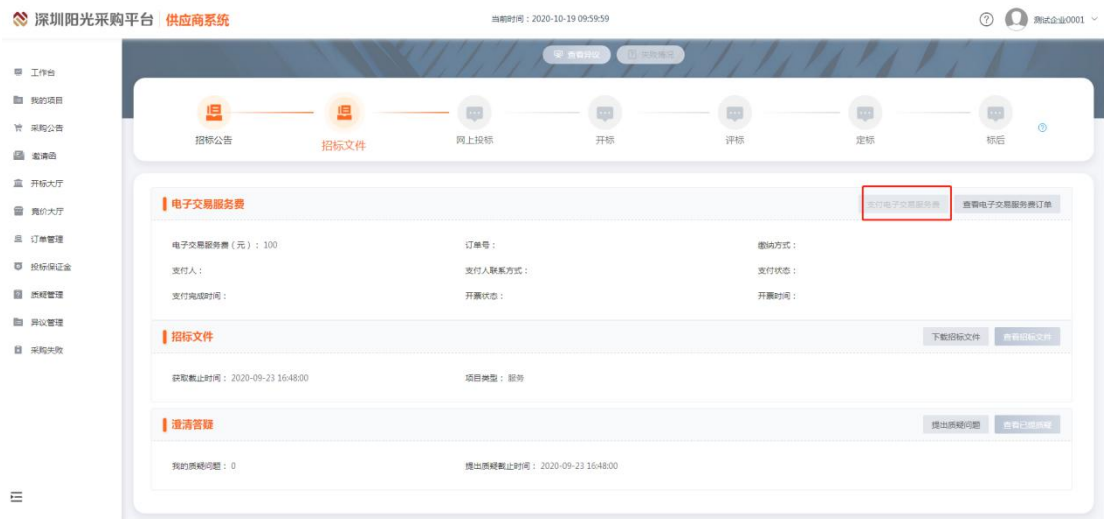 深圳阳光采购平台 供应商系统
当前时间：2020-10-19 09:59:59
测试企业0001
工作台
我的项目
采购公告
邀请函
开标大厅
竞价大厅
订单管理
投标保证金
质疑管理
异议管理
采购失败
查看异议
招标公告
招标文件
网上投标
开标
评标
定标
标后
电子交易服务费
支付电子交易服务费
查看电子交易服务费订单
电子交易服务费（元）：100
订单号：
缴纳方式：
支付人：
支付人联系方式：
支付状态：
支付完成时间：
开票状态：
开票时间：
招标文件
下载招标文件
查看招标文件
获取截止时间：2020-09-23 16:48:00
项目类型：服务
澄清答疑
提出质疑问题
我的质疑问题：0
提出质疑截止时间：2020-09-23 16:48:00